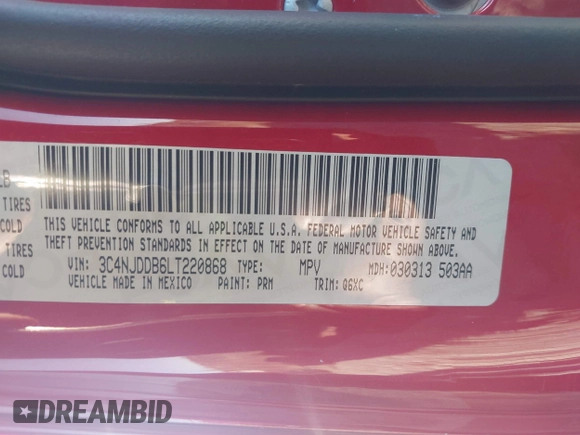 LB
TIRES
COLD
TIRES
COLD
THIS VEHICLE CONFORMS TO ALL APPLICABLE U.S.A. FEDERAL MOTOR VEHICLE SAFETY AND
THEFT PREVENTION STANDARDS IN EFFECT ON THE DATE OF MANUFACTURE SHOWN ABOVE.
VIN: 3C4NJDDB6LT220868 TYPE: MPV MDH:030313 503AA
VEHICLE MADE IN MEXICO PAINT: PRM TRIM: Q6XC
DREAMBID